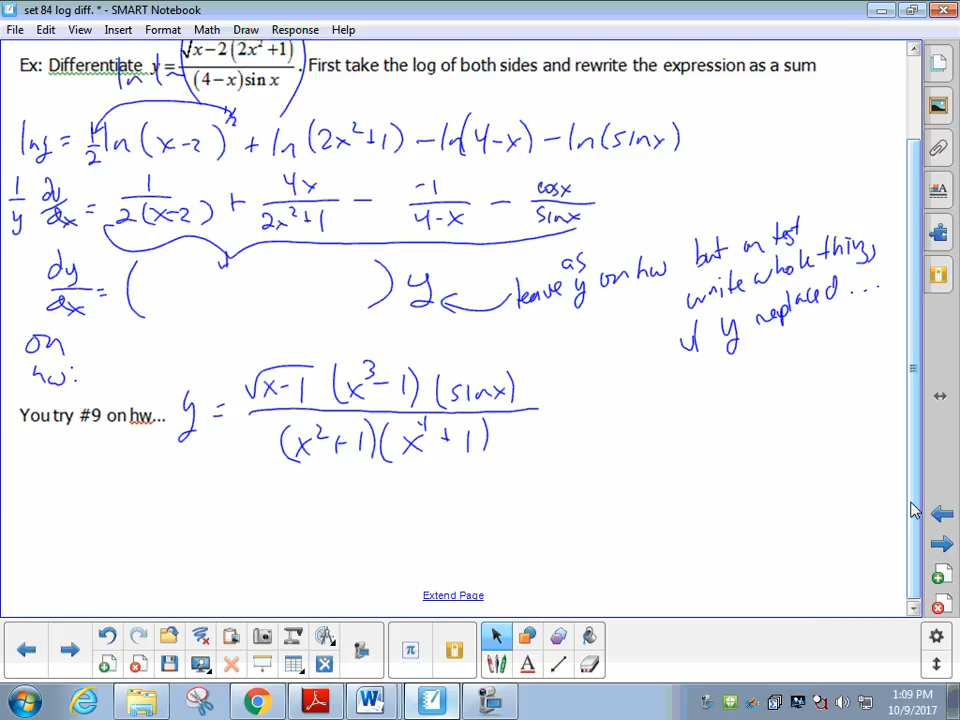 set 84 log diff. * - SMART Notebook
File Edit View Insert Format Math Draw Response Help
Ex: Differentiate y = √x−2 (2x²+1) / (4−x)sin x . First take the log of both sides and rewrite the expression as a sum
ln ln
ln y = 1/2 ln (x−2)^1/2 + ln (2x²+1) − ln(4−x) − ln(sinx)
1/y dy/dx = 1/2(x−2) + 4x/2x²+1 − −1/4−x − cosx/sinx
dy/dx = ( ) y
leave as y on hw but on test write whole thing w/ y replaced ...
on
hw:
You try #9 on hw... y = √x−1 (x³−1) (sinx) / (x²+1)(x⁴+1)
Extend Page
1:09 PM
10/9/2017